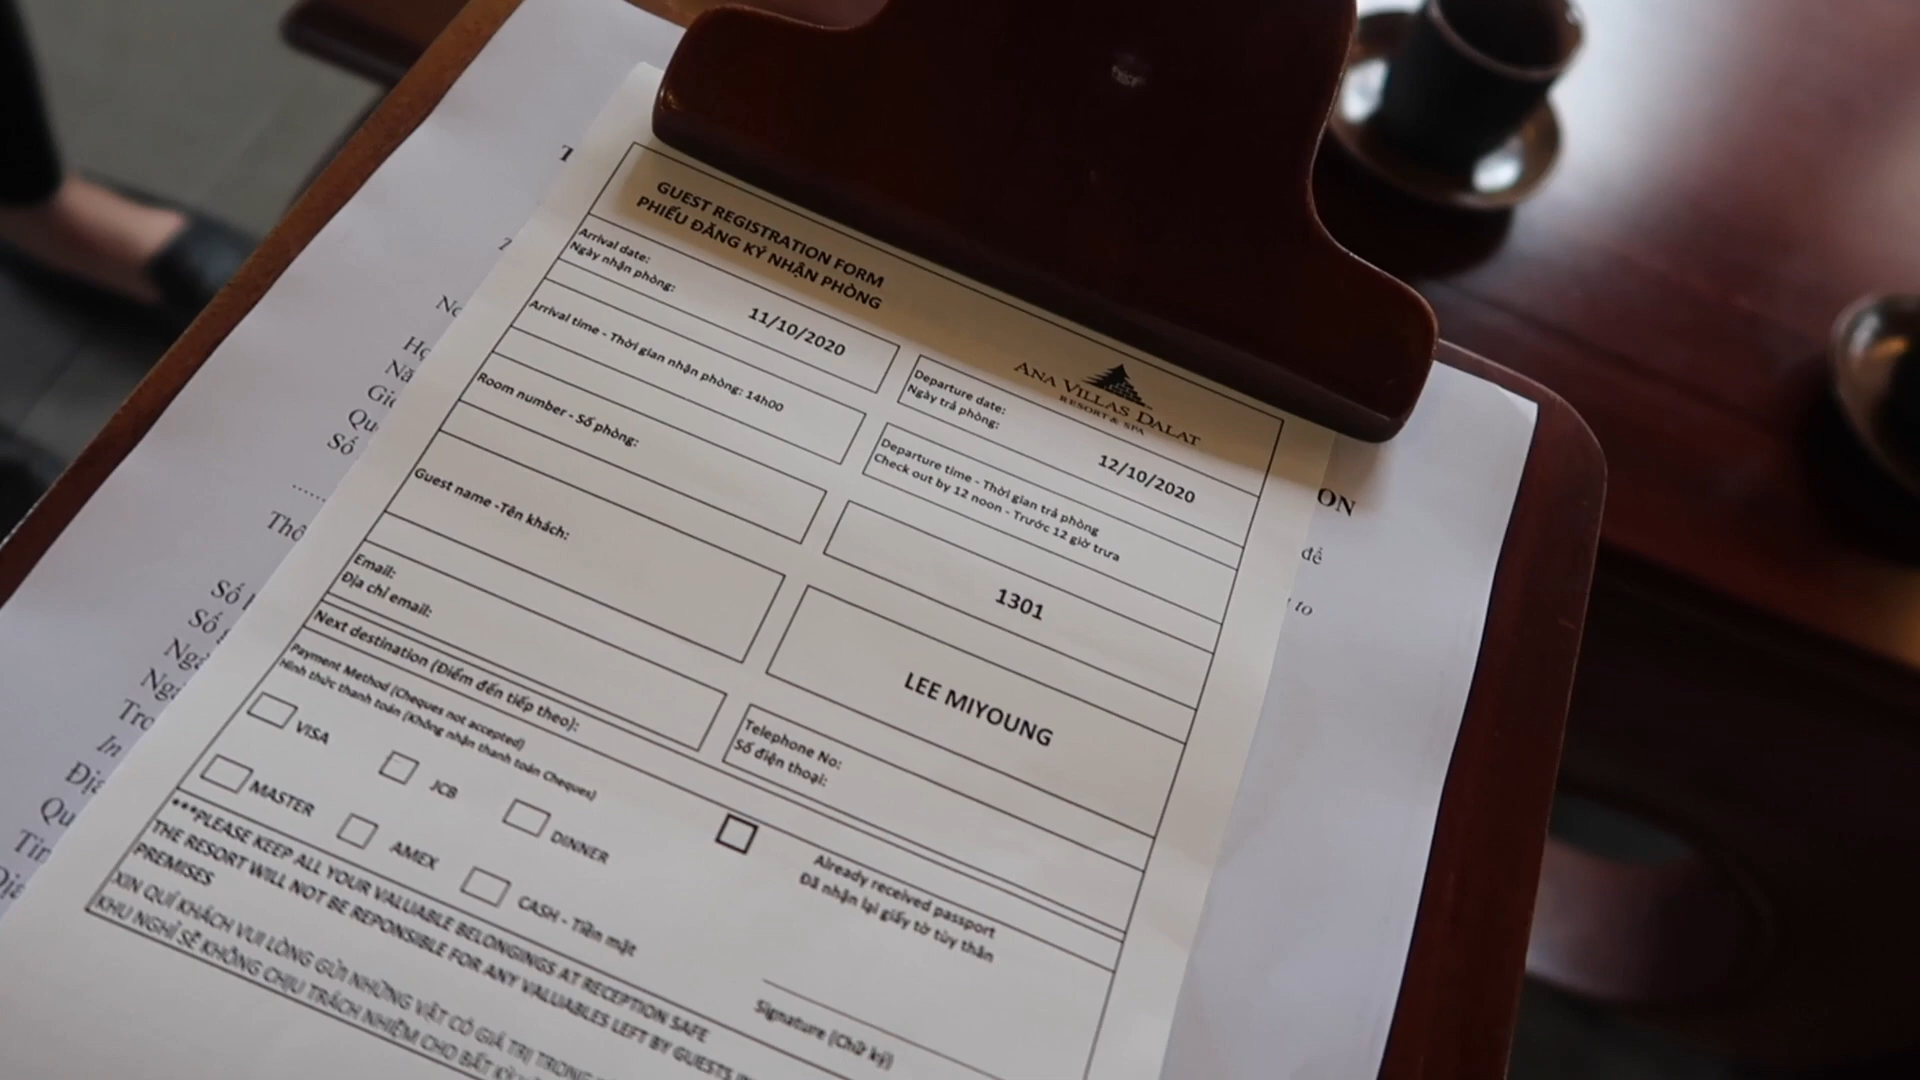 GUEST REGISTRATION FORM
PHIẾU ĐĂNG KÝ NHẬN PHÒNG
ANA VILLAS DALAT
RESORT & SPA
Arrival date:
Ngày nhận phòng:
11/10/2020
Departure date:
Ngày trả phòng:
12/10/2020
Arrival time - Thời gian nhận phòng: 14h00
Departure time - Thời gian trả phòng
Check out by 12 noon - Trước 12 giờ trưa
Room number - Số phòng:
1301
Guest name -Tên khách:
LEE MIYOUNG
Email:
Địa chỉ email:
Telephone No:
Số điện thoại:
Next destination (Điểm đến tiếp theo):
Payment Method (Cheques not accepted)
Hình thức thanh toán (Không nhận thanh toán Cheques)
VISA
JCB
DINNER
MASTER
AMEX
CASH - Tiền mặt
Already received passport
Đã nhận lại giấy tờ tùy thân
Signature (Chữ ký)
***PLEASE KEEP ALL YOUR VALUABLE BELONGINGS AT RECEPTION SAFE
THE RESORT WILL NOT BE REPONSIBLE FOR ANY VALUABLES LEFT BY GUESTS
PREMISES
XIN QUÍ KHÁCH VUI LÒNG GỬI NHỮNG VẬT CÓ GIÁ TRỊ TRONG
KHU NGHỈ SẼ KHÔNG CHỊU TRÁCH NHIỆM CHO BẤT
ON
để
to
Số
In